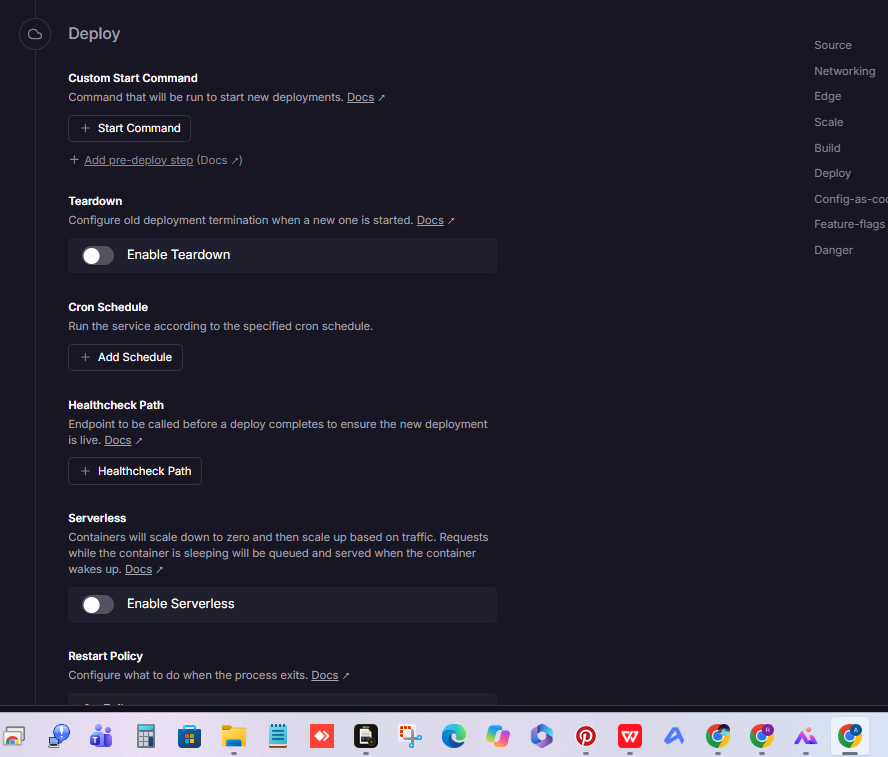 Deploy
Custom Start Command
Command that will be run to start new deployments. Docs ↗
+ Start Command
+ Add pre-deploy step (Docs ↗)
Teardown
Configure old deployment termination when a new one is started. Docs ↗
Enable Teardown
Cron Schedule
Run the service according to the specified cron schedule.
+ Add Schedule
Healthcheck Path
Endpoint to be called before a deploy completes to ensure the new deployment
is live. Docs ↗
+ Healthcheck Path
Serverless
Containers will scale down to zero and then scale up based on traffic. Requests
while the container is sleeping will be queued and served when the container
wakes up. Docs ↗
Enable Serverless
Restart Policy
Configure what to do when the process exits. Docs ↗
Source
Networking
Edge
Scale
Build
Deploy
Config-as-co
Feature-flags
Danger